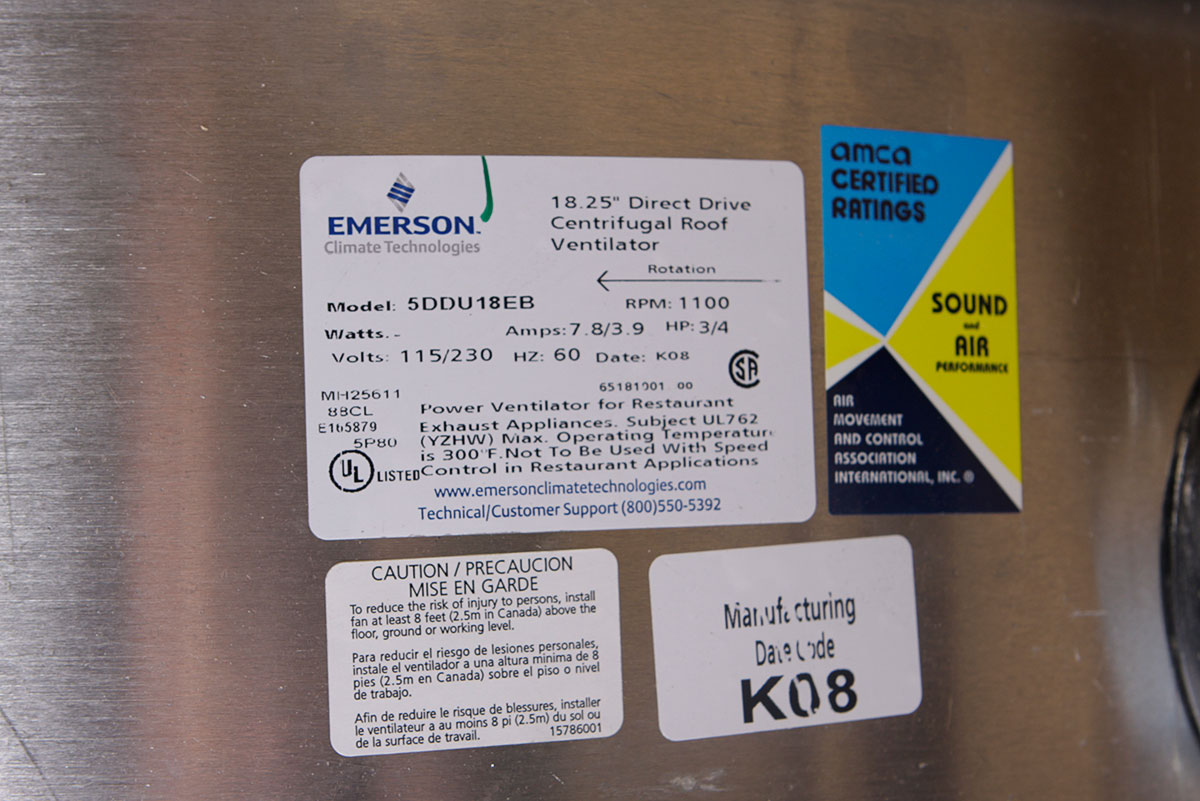 EMERSON
Climate Technologies
18.25" Direct Drive
Centrifugal Roof
Ventilator
Rotation
Model: 5DDU18EB RPM: 1100
Watts. - Amps: 7.8/3.9 HP: 3/4
Volts: 115/230 HZ: 60 Date: K08
MH25611
88CL
E165879
5P80
UL LISTED
SA
65181901 00
Power Ventilator for Restaurant
Exhaust Appliances. Subject UL762
(YZHW) Max. Operating Temperature
is 300°F. Not To Be Used With Speed
Control in Restaurant Applications
www.emersonclimatetechnologies.com
Technical/Customer Support (800)550-5392
amca
CERTIFIED
RATINGS
SOUND
and
AIR
PERFORMANCE
AIR
MOVEMENT
AND CONTROL
ASSOCIATION
INTERNATIONAL, INC. ®
CAUTION / PRECAUCION
MISE EN GARDE
To reduce the risk of injury to persons, install
fan at least 8 feet (2.5m in Canada) above the
floor, ground or working level.
Para reducir el riesgo de lesiones personales,
instale el ventilador a una altura minima de 8
pies (2.5m en Canada) sobre el piso o nivel
de trabajo.
Afin de reduire le risque de blessures, installer
le ventilateur a au moins 8 pi (2.5m) du sol ou
de la surface de travail. 15786001
Manufacturing
Date Code
K08